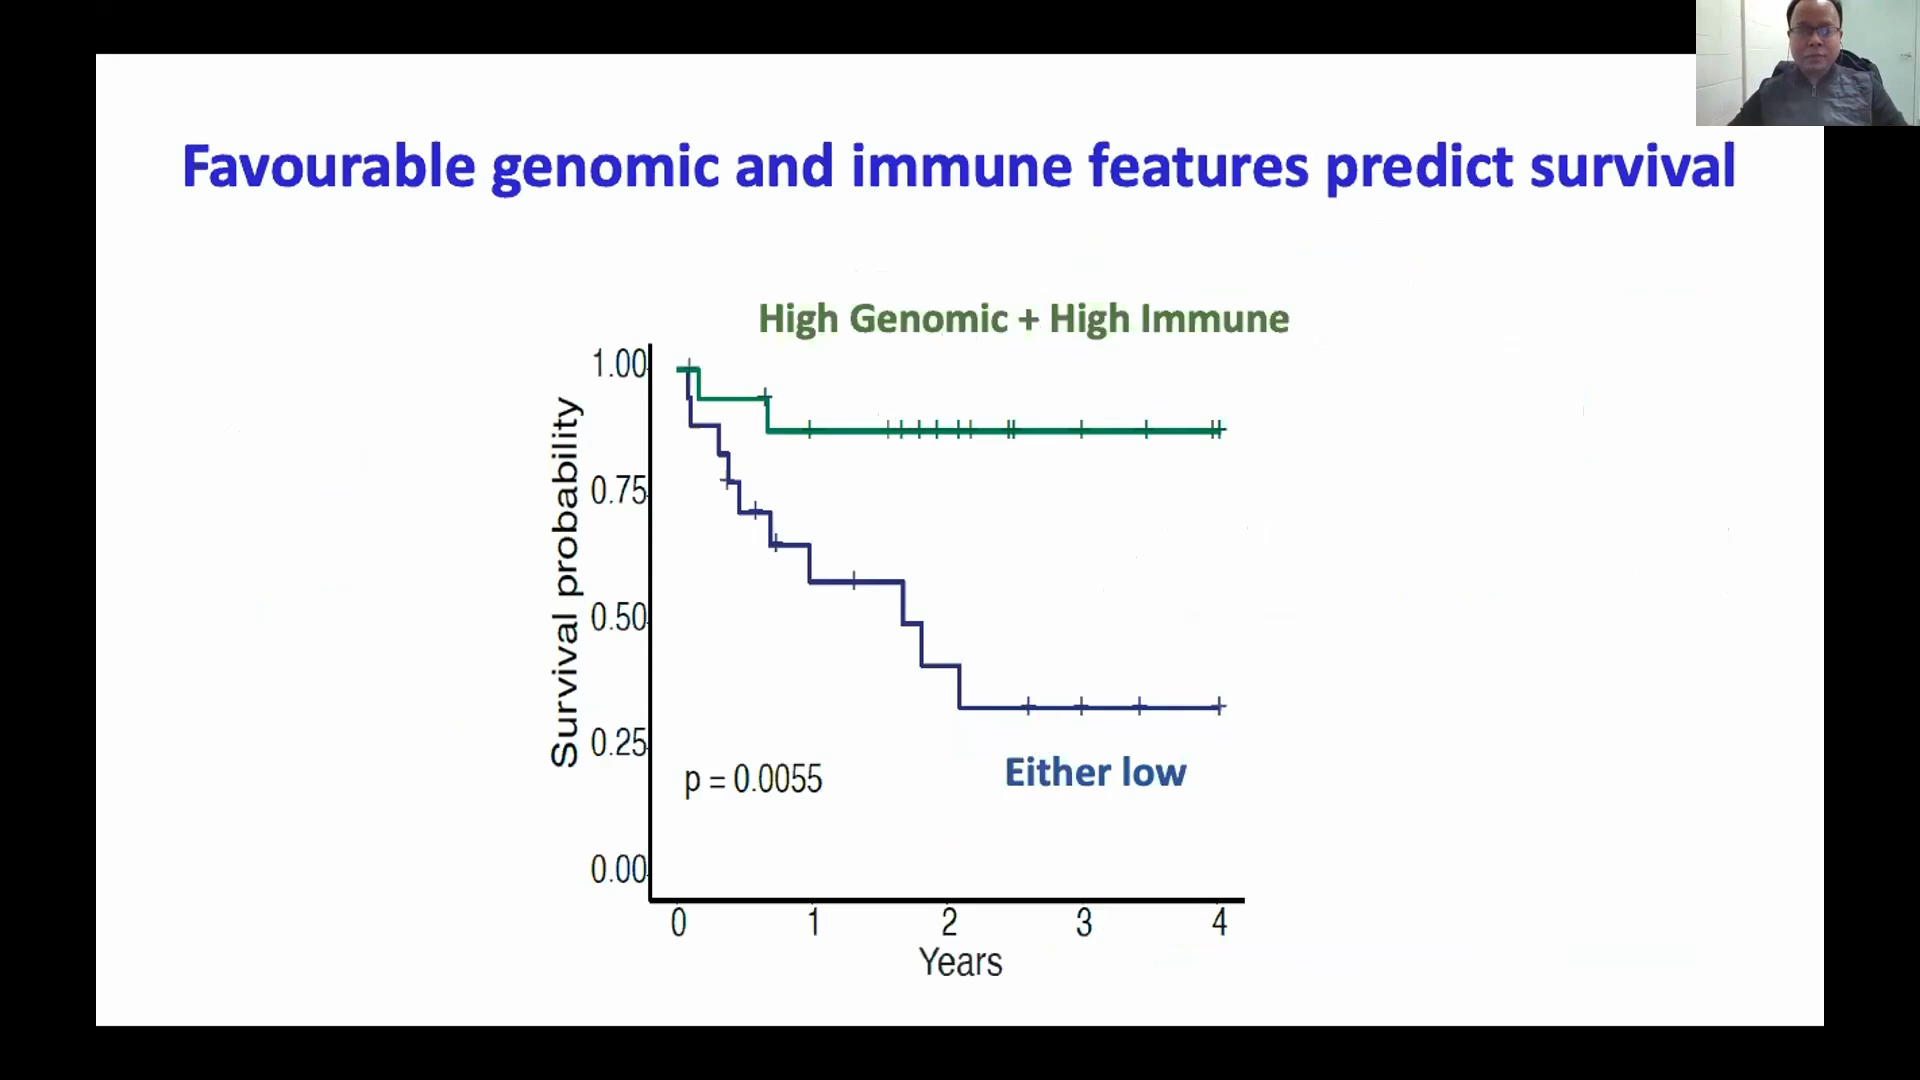 Favourable genomic and immune features predict survival
High Genomic + High Immune
1.00
0.75
0.50
0.25
0.00
Survival probability
p = 0.0055
Either low
0 1 2 3 4
Years